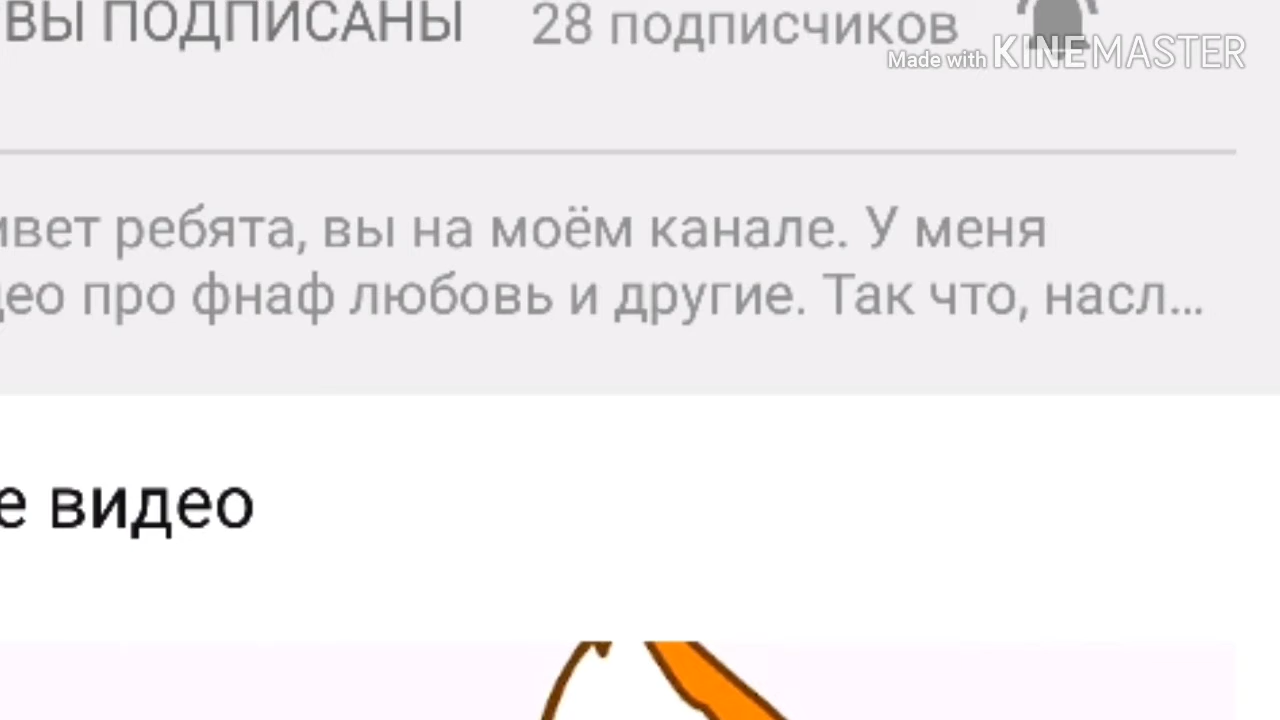 ВЫ ПОДПИСАНЫ 28 подписчиков
Made with KINEMASTER
ивет ребята, вы на моём канале. У меня
део про фнаф любовь и другие. Так что, насл...
е видео